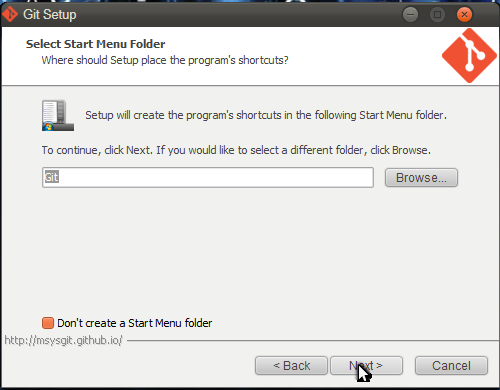 Git Setup
Select Start Menu Folder
Where should Setup place the program's shortcuts?
Setup will create the program's shortcuts in the following Start Menu folder.
To continue, click Next. If you would like to select a different folder, click Browse.
Git
Browse...
Don't create a Start Menu folder
http://msysgit.github.io/
< Back
Next >
Cancel